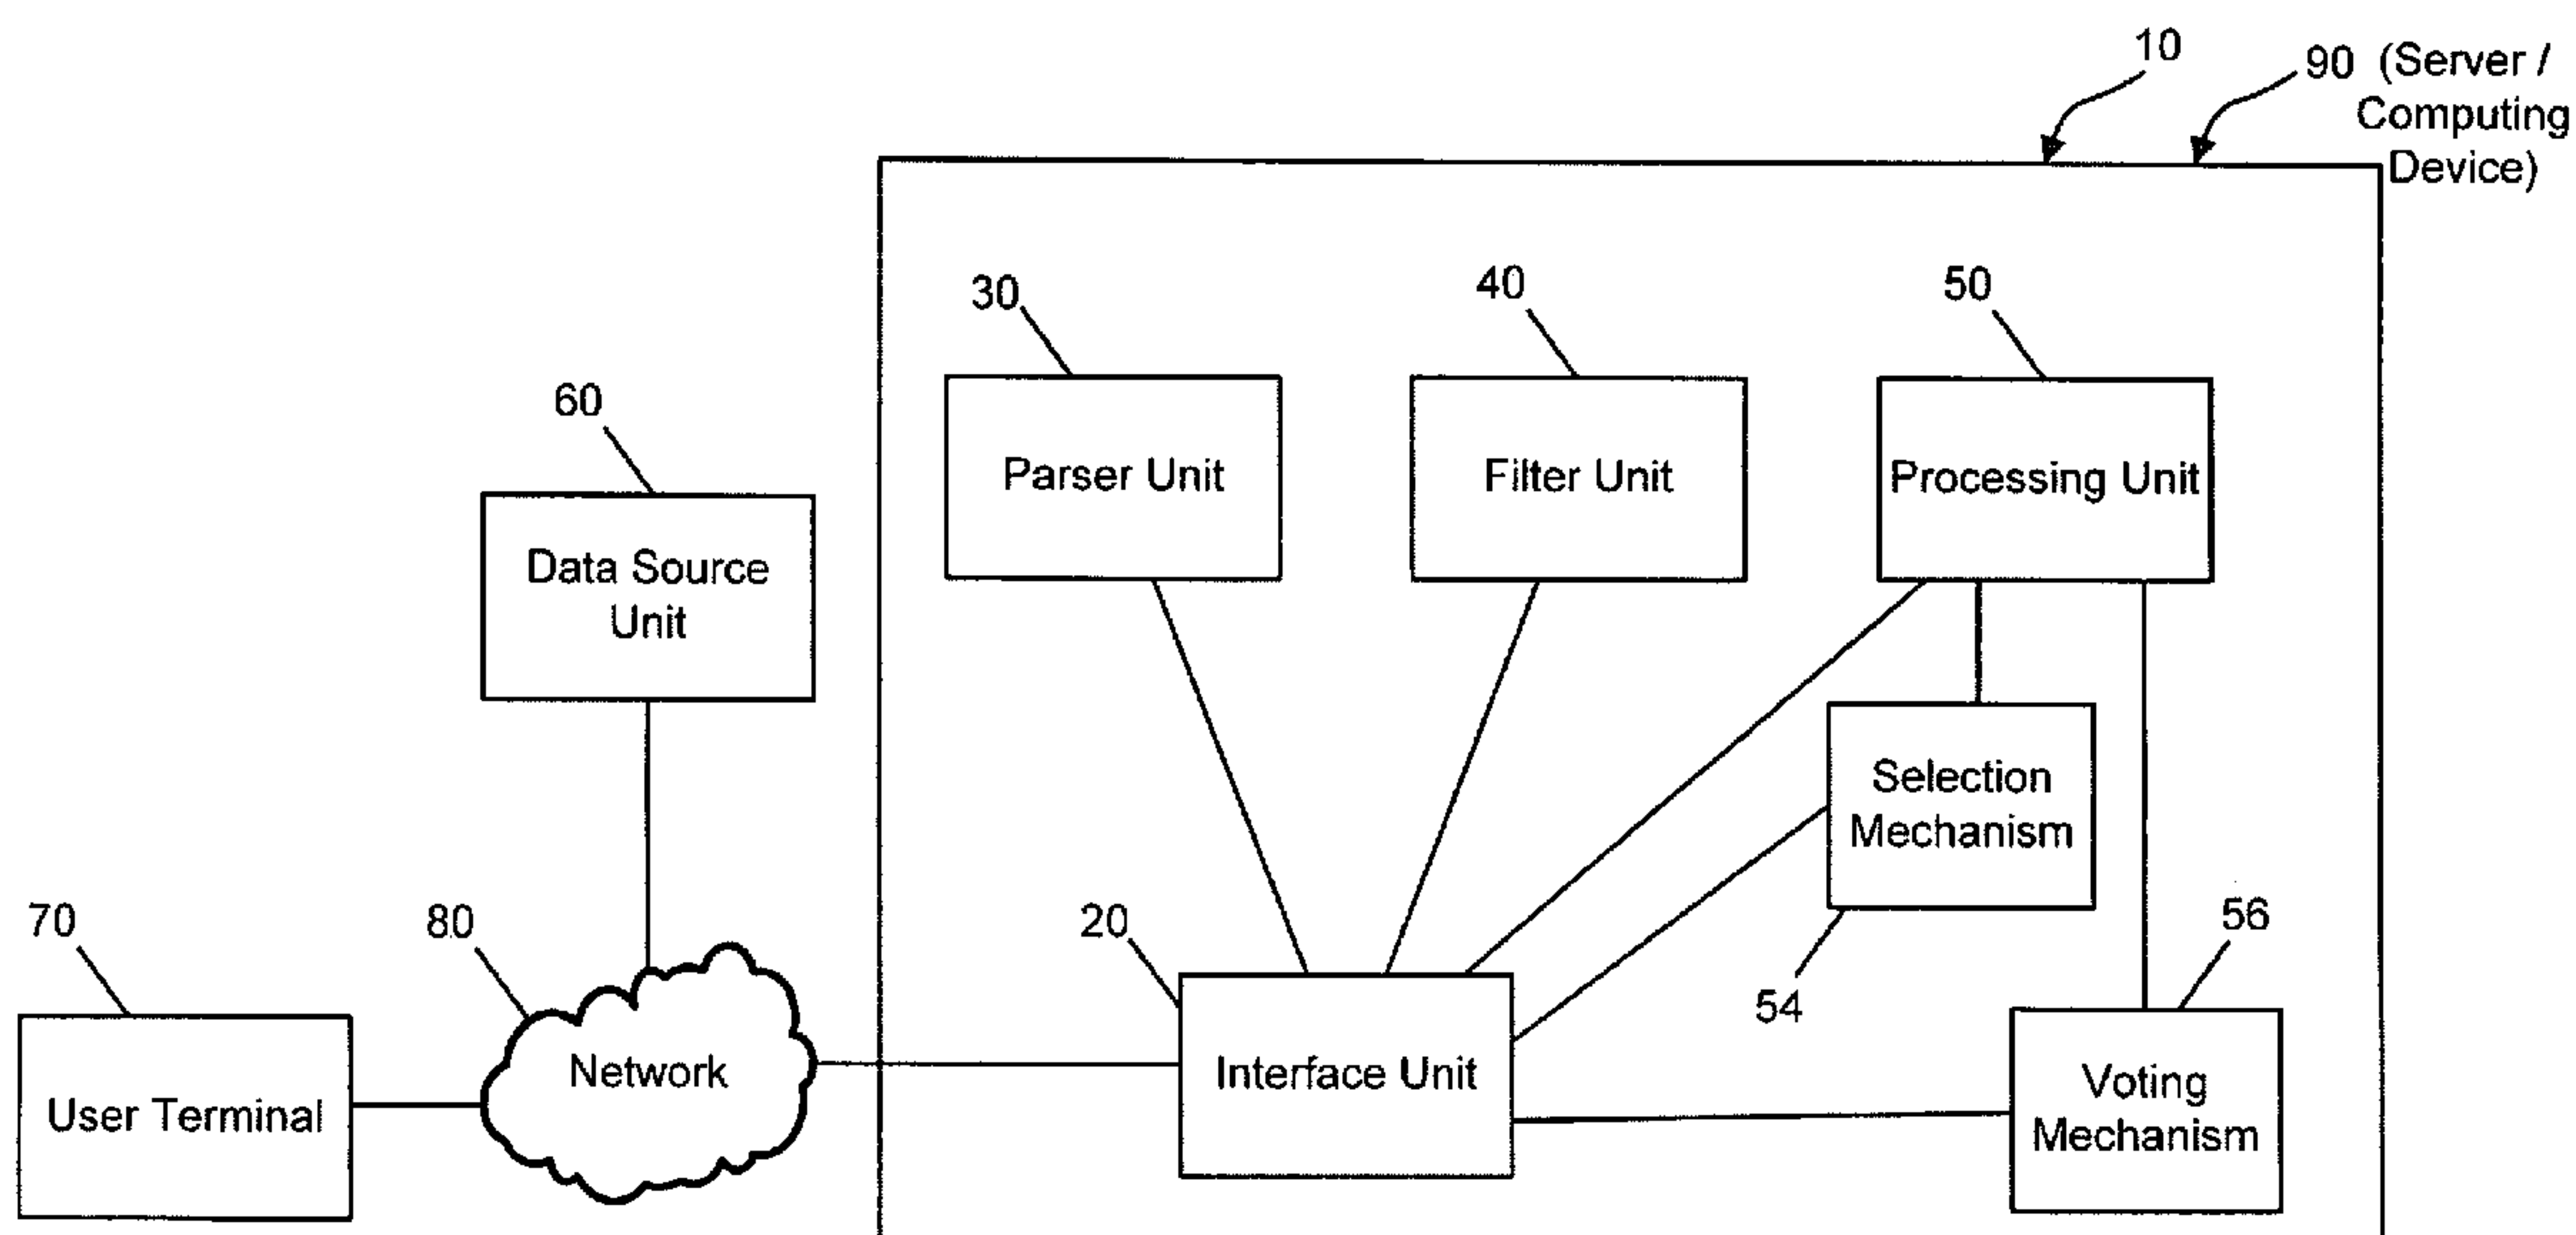 10
90 (Server /
Computing
Device)
30
40
50
60
Parser Unit
Filter Unit
Processing Unit
Data Source
Unit
Selection
Mechanism
70
80
20
54
56
User Terminal
Network
Interface Unit
Voting
Mechanism